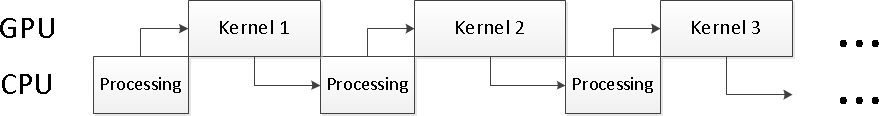 GPU Kernel 1 Kernel 2 Kernel 3 ...
CPU Processing Processing Processing ...